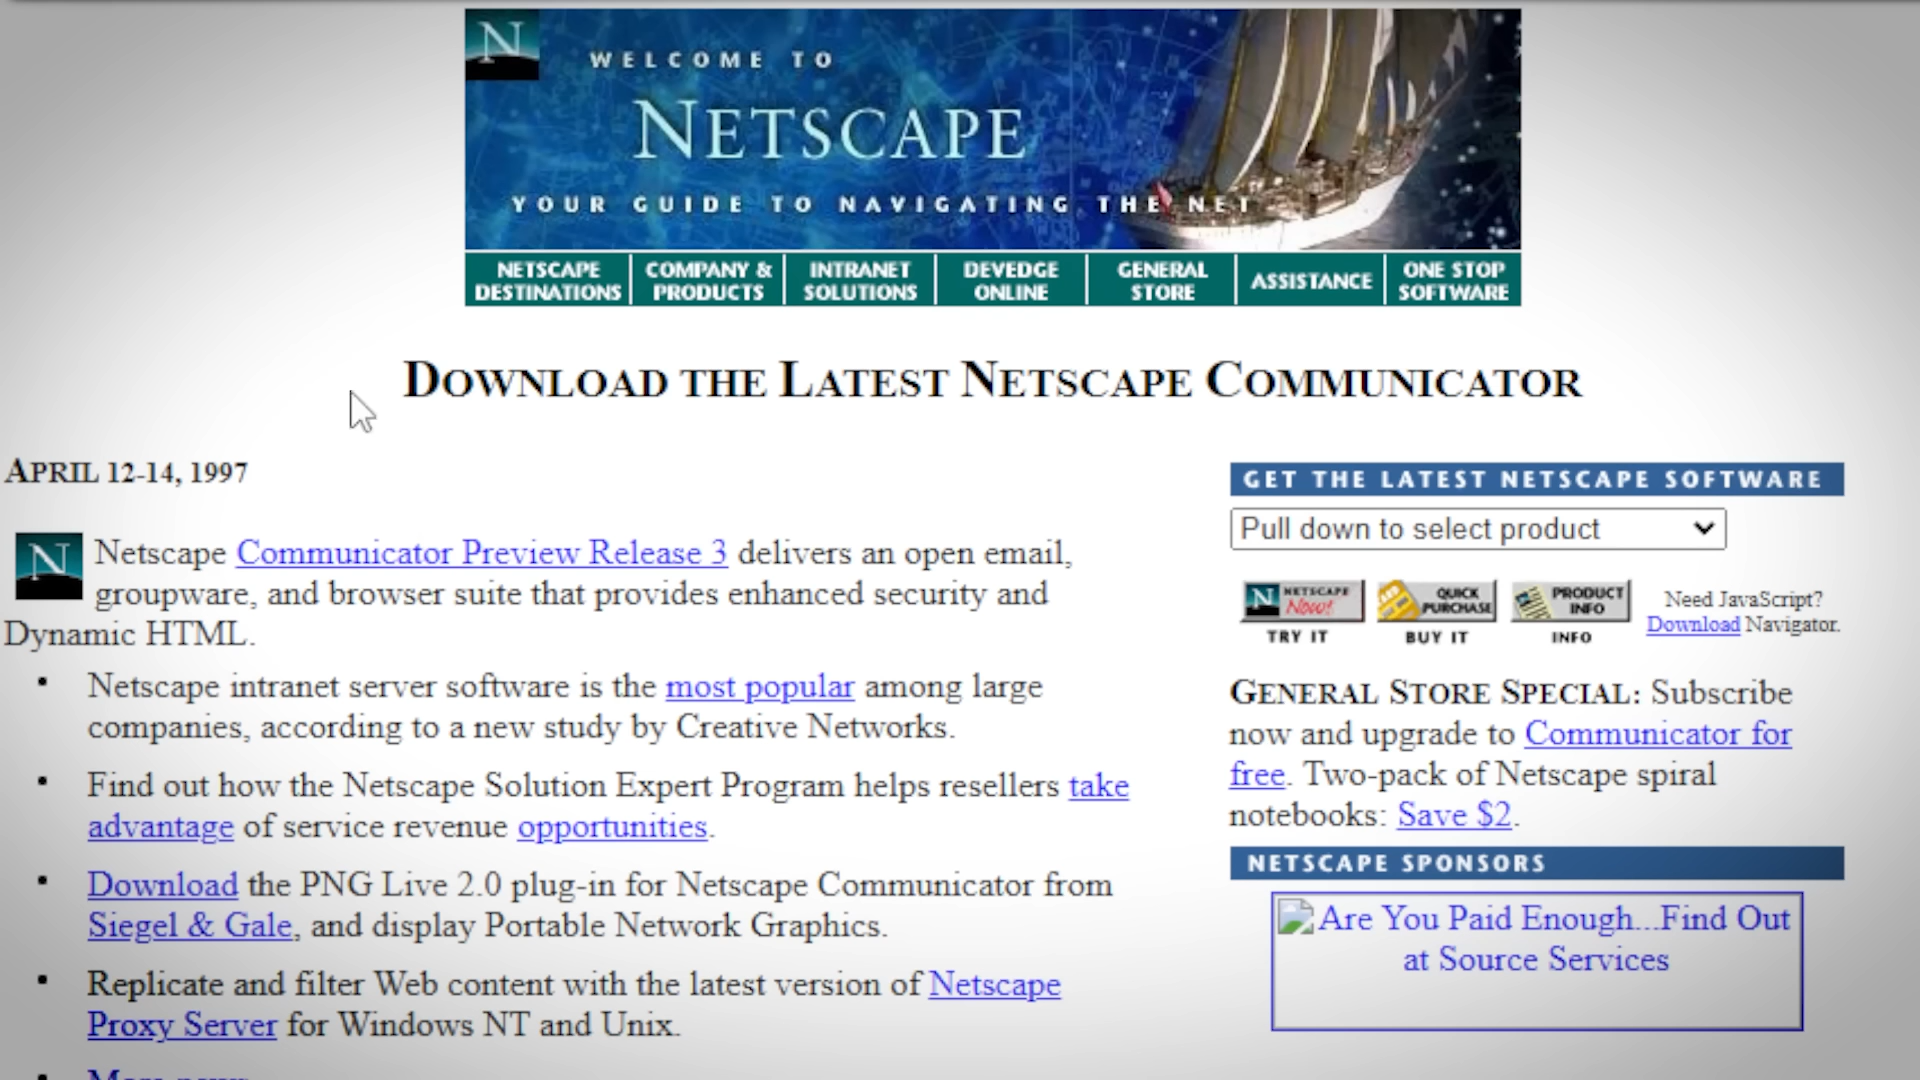 N
WELCOME TO
NETSCAPE
YOUR GUIDE TO NAVIGATING THE NET
NETSCAPE DESTINATIONS
COMPANY & PRODUCTS
INTRANET SOLUTIONS
DEVEDGE ONLINE
GENERAL STORE
ASSISTANCE
ONE STOP SOFTWARE
DOWNLOAD THE LATEST NETSCAPE COMMUNICATOR
APRIL 12-14, 1997
N
Netscape Communicator Preview Release 3 delivers an open email,
groupware, and browser suite that provides enhanced security and
Dynamic HTML.
• Netscape intranet server software is the most popular among large
companies, according to a new study by Creative Networks.
• Find out how the Netscape Solution Expert Program helps resellers take
advantage of service revenue opportunities.
• Download the PNG Live 2.0 plug-in for Netscape Communicator from
Siegel & Gale, and display Portable Network Graphics.
• Replicate and filter Web content with the latest version of Netscape
Proxy Server for Windows NT and Unix.
• More news
GET THE LATEST NETSCAPE SOFTWARE
Pull down to select product
N NETSCAPE Now!
TRY IT
QUICK PURCHASE
BUY IT
PRODUCT INFO
INFO
Need JavaScript?
Download Navigator.
GENERAL STORE SPECIAL: Subscribe
now and upgrade to Communicator for
free. Two-pack of Netscape spiral
notebooks: Save $2.
NETSCAPE SPONSORS
Are You Paid Enough...Find Out
at Source Services